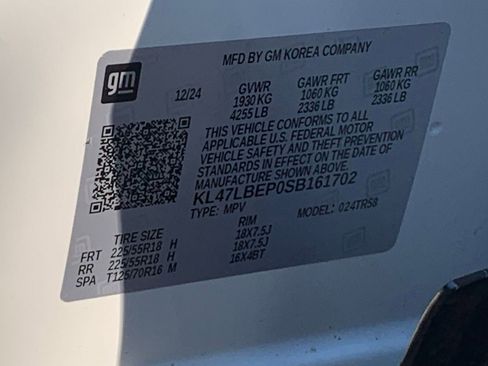 gm
MFD BY GM KOREA COMPANY
12/24 GVWR GAWR FRT GAWR RR
1930 KG 1060 KG 1060 KG
4255 LB 2336 LB 2336 LB
THIS VEHICLE CONFORMS TO ALL
APPLICABLE U.S. FEDERAL MOTOR
VEHICLE SAFETY AND THEFT PREVENTION
STANDARDS IN EFFECT ON THE DATE OF
MANUFACTURE SHOWN ABOVE.
KL47LBEP0SB161702
TYPE: MPV MODEL: 024TR58
TIRE SIZE RIM
FRT 225/55R18 H 18X7.5J
RR 225/55R18 H 18X7.5J
SPA T125/70R16 M 16X4BT